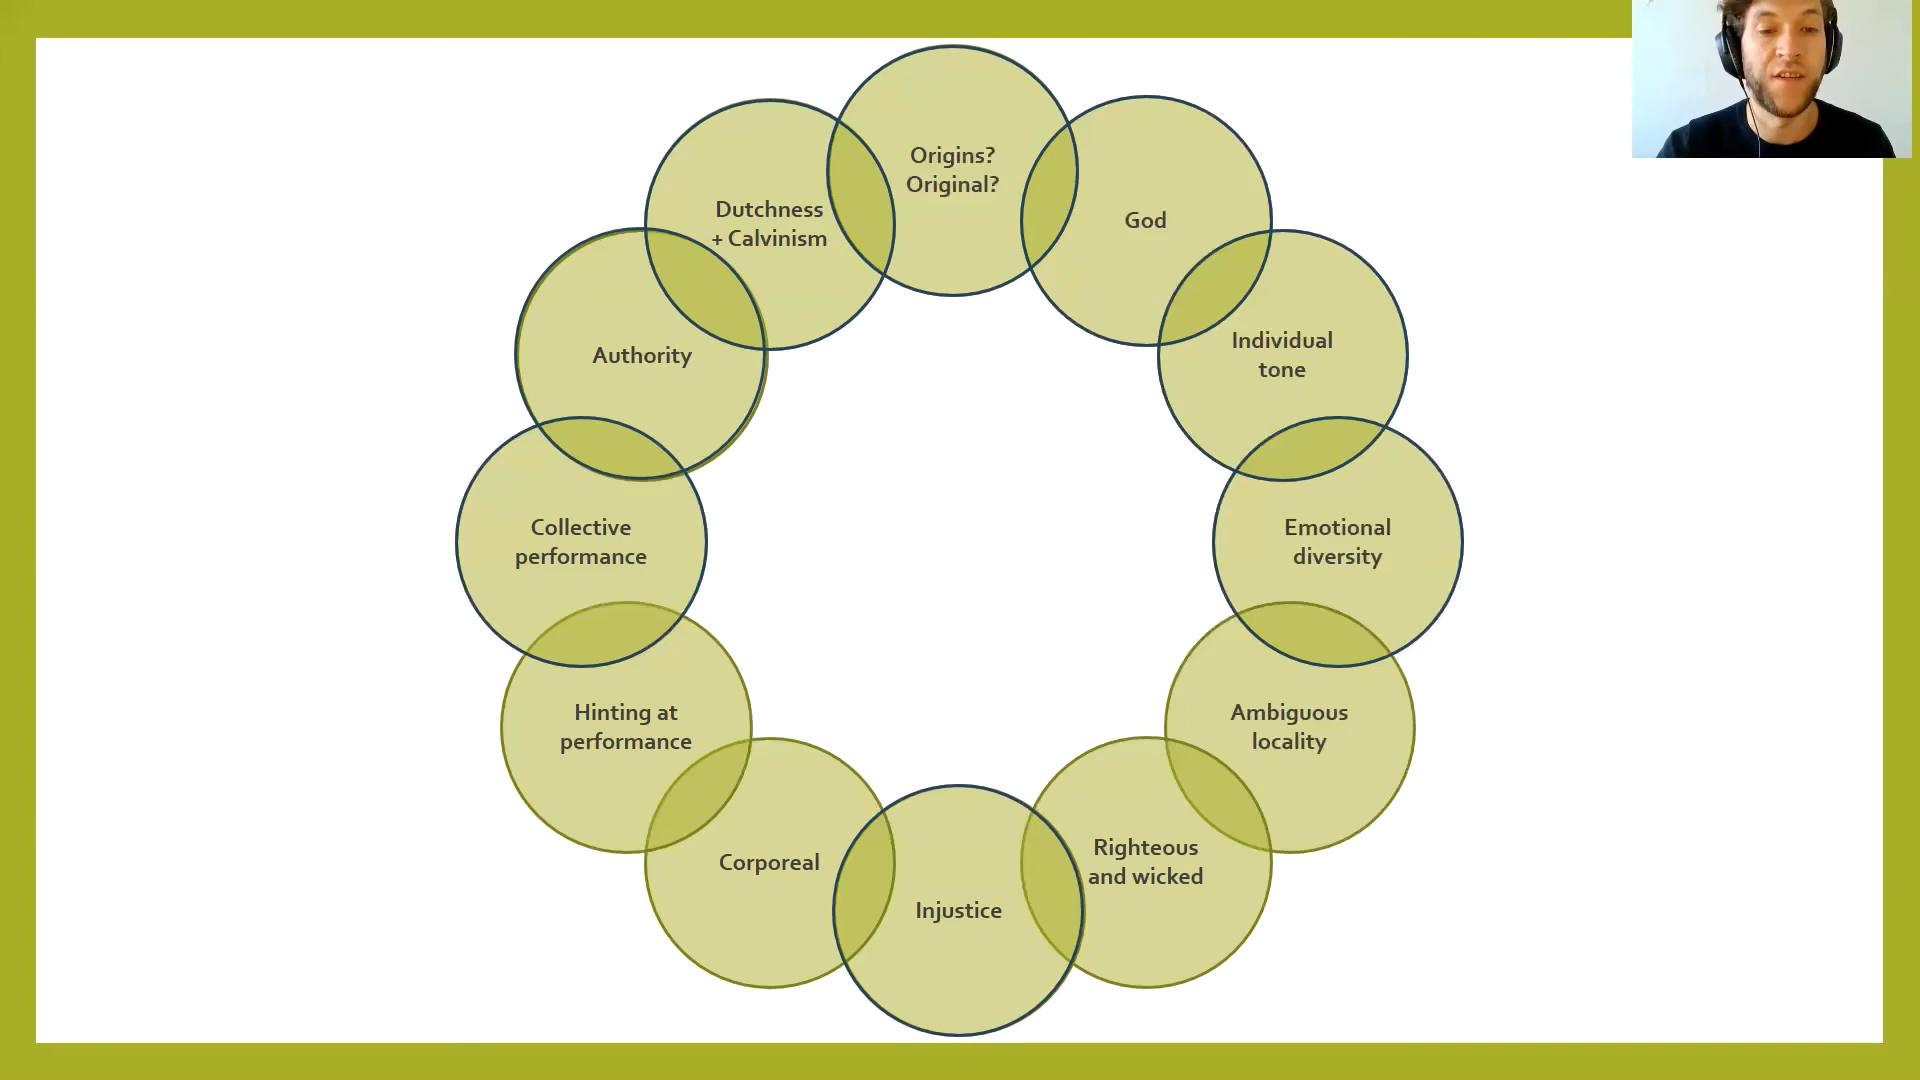 Origins?
Original?
God
Individual
tone
Emotional
diversity
Ambiguous
locality
Righteous
and wicked
Injustice
Corporeal
Hinting at
performance
Collective
performance
Authority
Dutchness
+ Calvinism